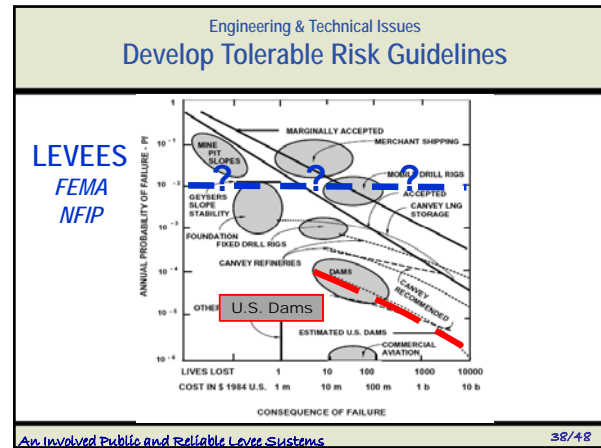 Engineering & Technical Issues
Develop Tolerable Risk Guidelines
LEVEES
FEMA
NFIP
ANNUAL PROBABILITY OF FAILURE - Pf
1
10-1
10-2
10-3
10-4
10-5
10-6
MARGINALLY ACCEPTED
MERCHANT SHIPPING
MINE
PIT
SLOPES
? ? ?
MOBILE DRILL RIGS
ACCEPTED
CANVEY LNG
STORAGE
GEYSERS
SLOPE
STABILITY
FOUNDATION
FIXED DRILL RIGS
CANVEY REFINERIES
DAMS
CANVEY
RECOMMENDED
OTHE
U.S. Dams
ESTIMATED U.S. DAMS
COMMERCIAL
AVIATION
LIVES LOST 1 10 100 1000 10000
COST IN $ 1984 U.S. 1 m 10 m 100 m 1 b 10 b
CONSEQUENCE OF FAILURE
An Involved Public and Reliable Levee Systems
38/48